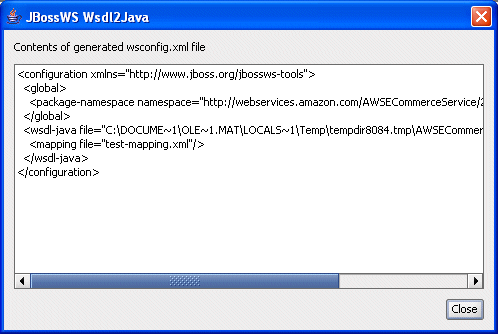 JBossWS Wsdl2Java
Contents of generated wsconfig.xml file
<configuration xmlns="http://www.jboss.org/jbossws-tools">
<global>
<package-namespace namespace="http://webservices.amazon.com/AWSECommerceService/2
</global>
<wsdl-java file="C:\DOCUME~1\OLE~1.MAT\LOCALS~1\Temp\tempdir8084.tmp\AWSECommer
<mapping file="test-mapping.xml"/>
</wsdl-java>
</configuration>
Close